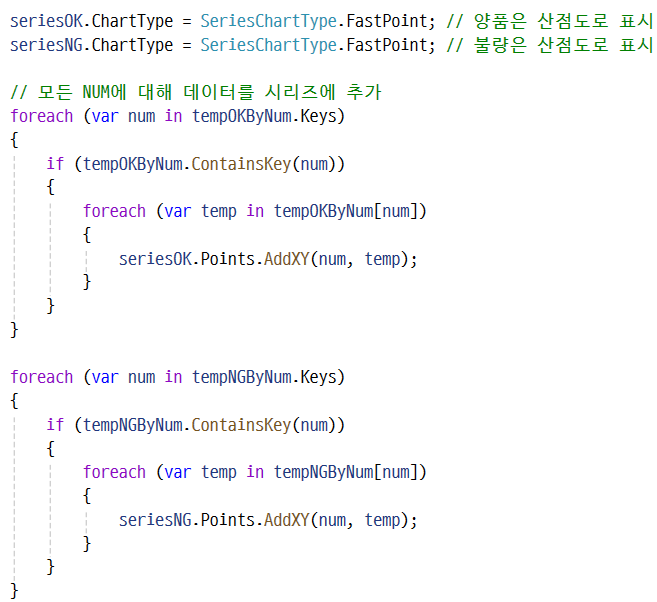 seriesOK.ChartType = SeriesChartType.FastPoint; // 양품은 산점도로 표시
seriesNG.ChartType = SeriesChartType.FastPoint; // 불량은 산점도로 표시

// 모든 NUM에 대해 데이터를 시리즈에 추가
foreach (var num in tempOKByNum.Keys)
{
    if (tempOKByNum.ContainsKey(num))
    {
        foreach (var temp in tempOKByNum[num])
        {
            seriesOK.Points.AddXY(num, temp);
        }
    }
}

foreach (var num in tempNGByNum.Keys)
{
    if (tempNGByNum.ContainsKey(num))
    {
        foreach (var temp in tempNGByNum[num])
        {
            seriesNG.Points.AddXY(num, temp);
        }
    }
}